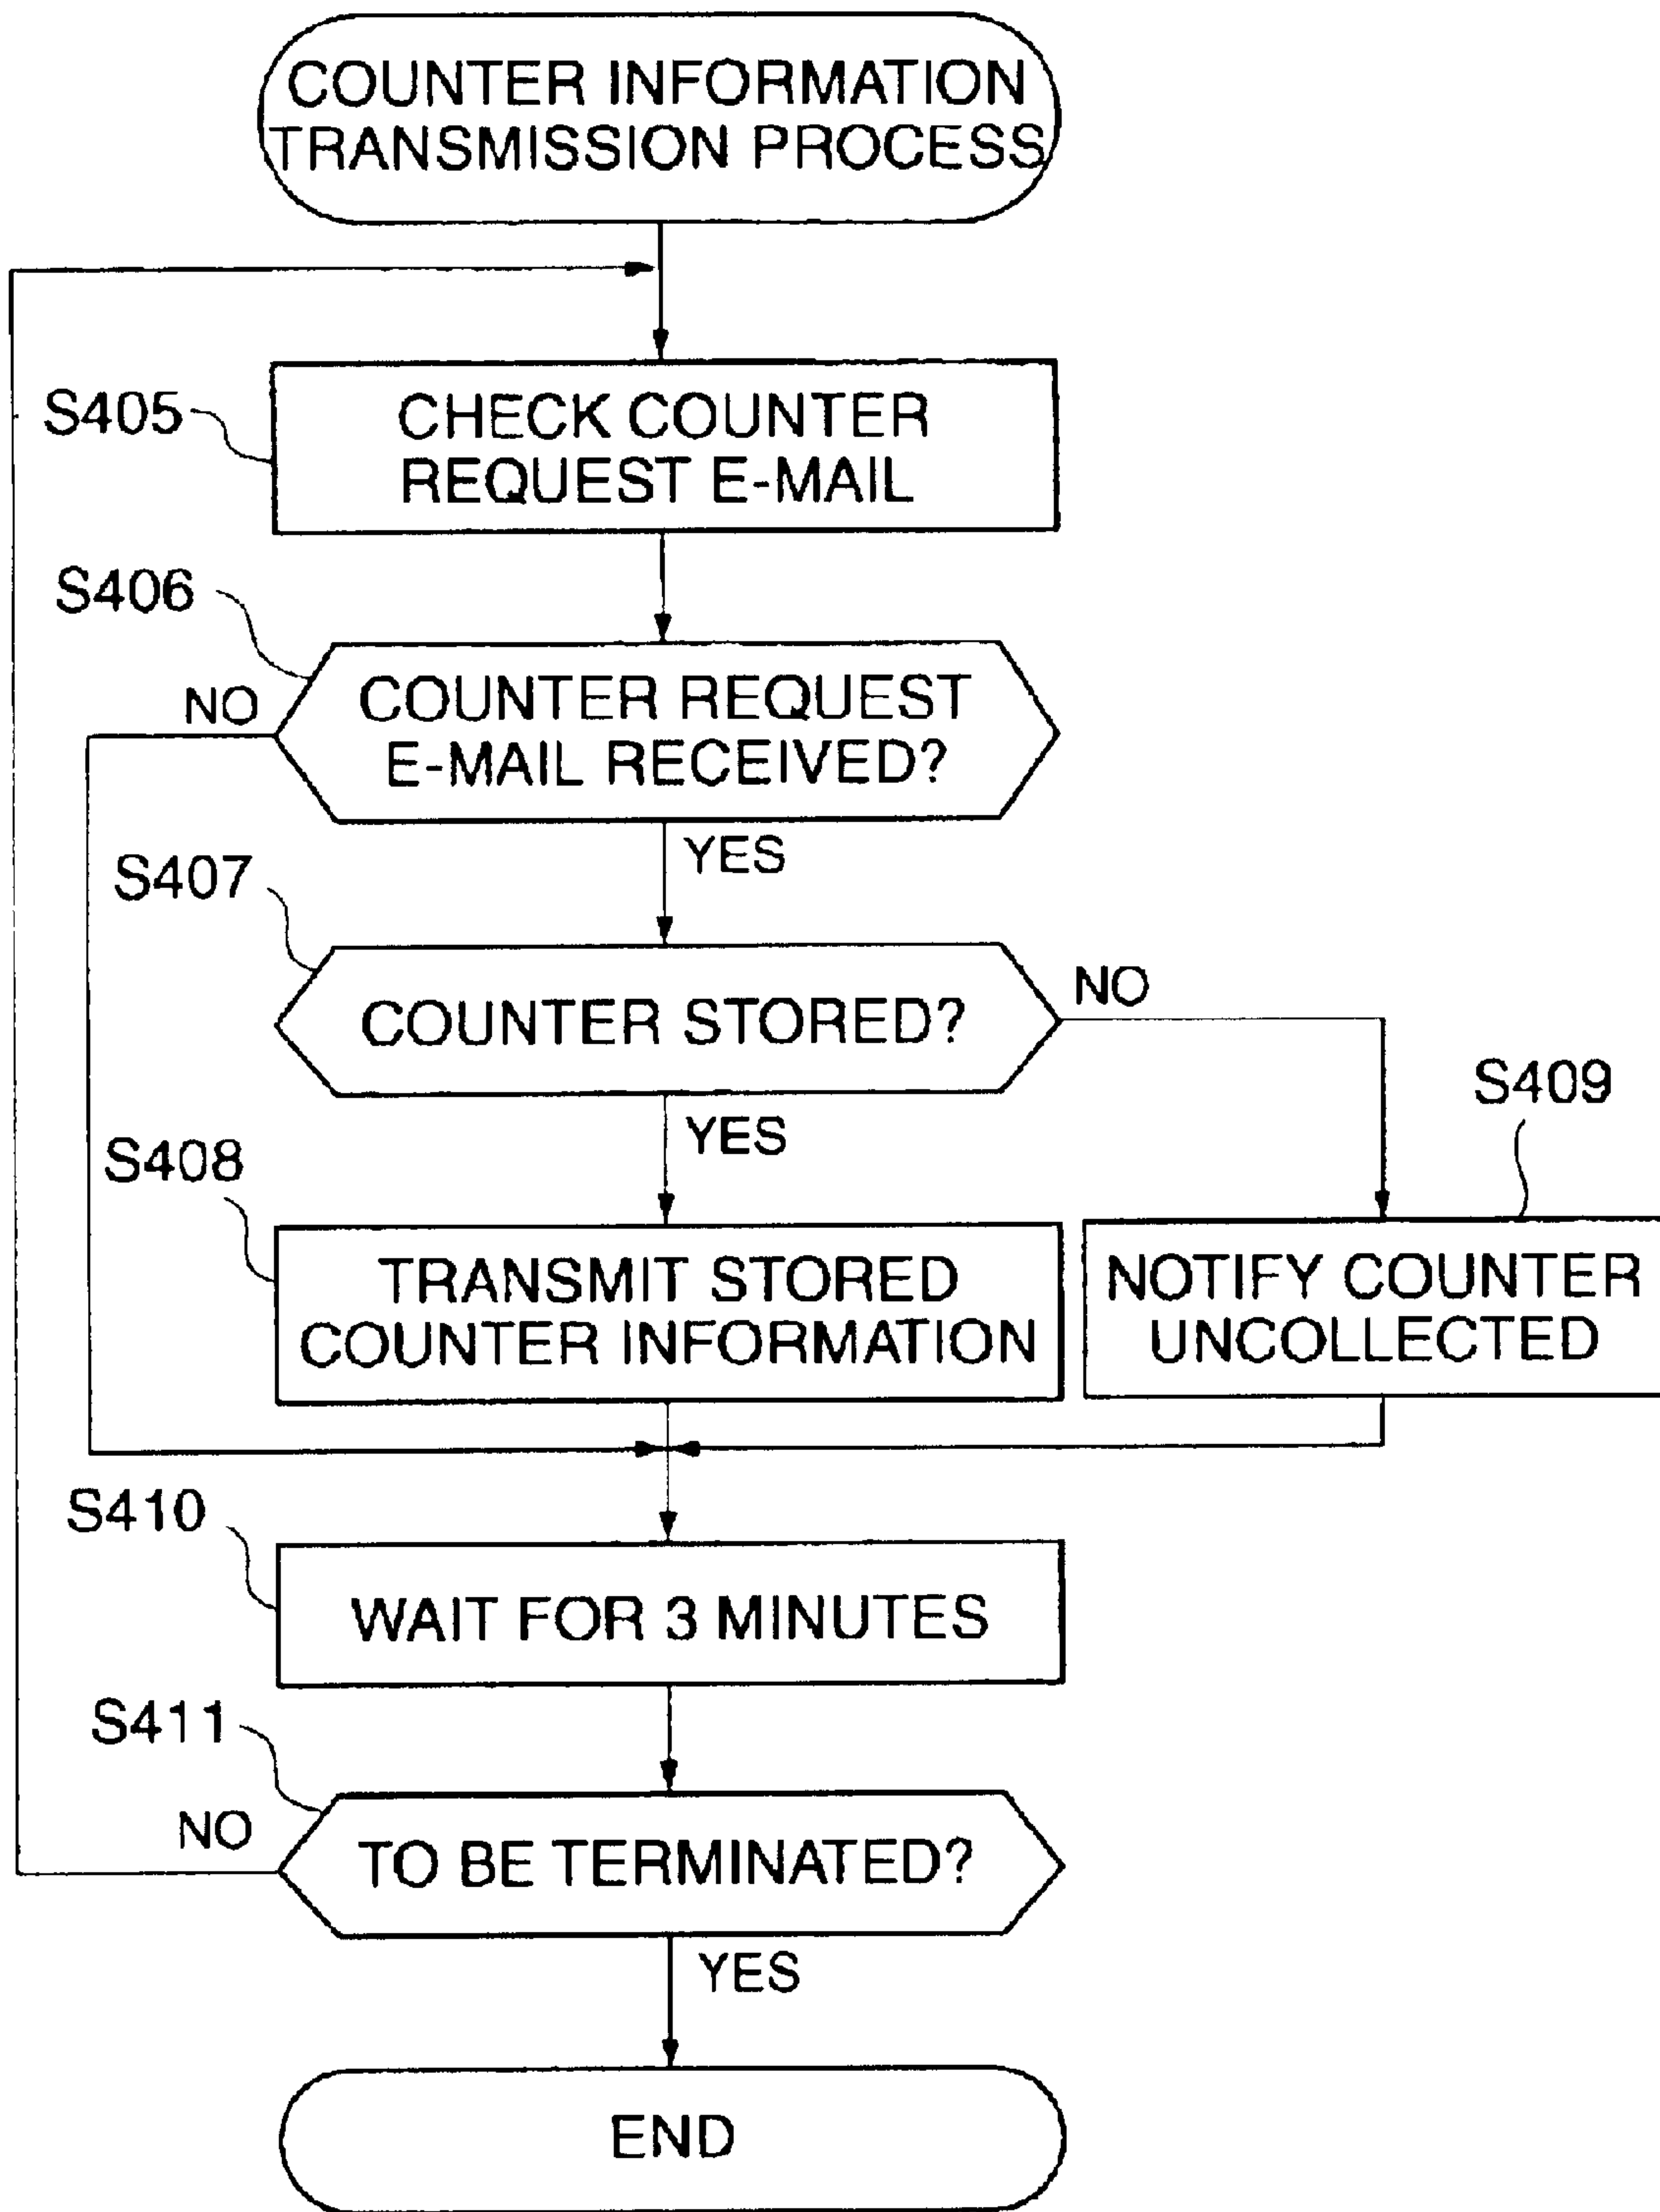 COUNTER INFORMATION
TRANSMISSION PROCESS
S405
CHECK COUNTER
REQUEST E-MAIL
S406
NO
COUNTER REQUEST
E-MAIL RECEIVED?
YES
S407
COUNTER STORED?
NO
YES
S408
S409
TRANSMIT STORED
COUNTER INFORMATION
NOTIFY COUNTER
UNCOLLECTED
S410
WAIT FOR 3 MINUTES
S411
NO
TO BE TERMINATED?
YES
END